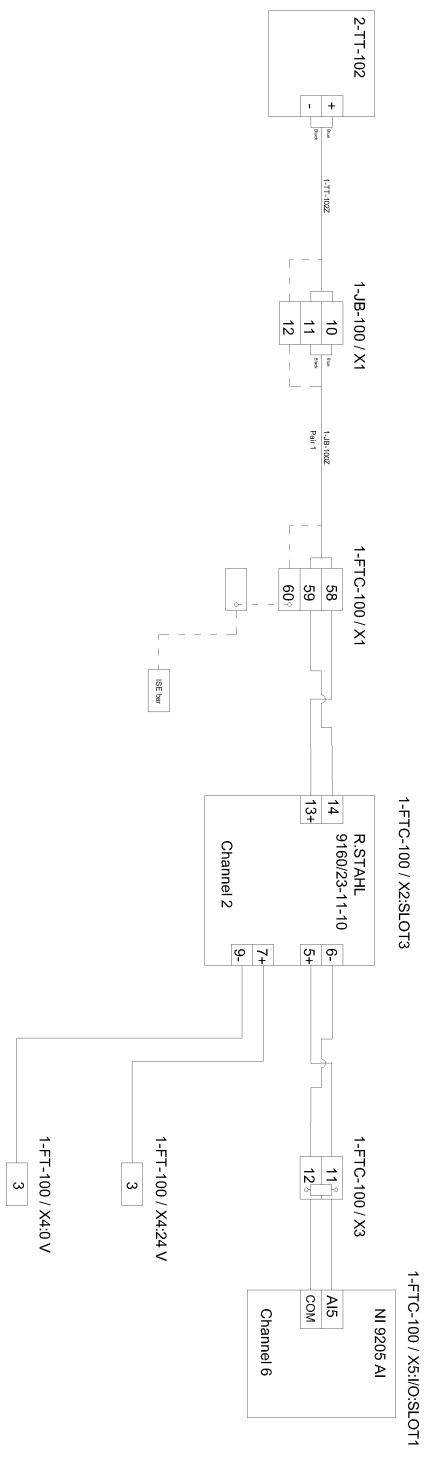 2-TT-102
+
-
Blue
Black
1-TT-102Z
1-JB-100 / X1
10
11
12
Blue
Black
1-JB-100Z
Pair 1
1-FTC-100 / X1
58
59
60
ISE bar
1-FTC-100 / X2:SLOT3
14
13+
R.STAHL
9160/23-11-10
Channel 2
6-
5+
7+
9-
1-FTC-100 / X3
11
12
1-FT-100 / X4:24 V
3
1-FT-100 / X4:0 V
3
1-FTC-100 / X5:I/O:SLOT1
NI 9205 AI
AI5
COM
Channel 6